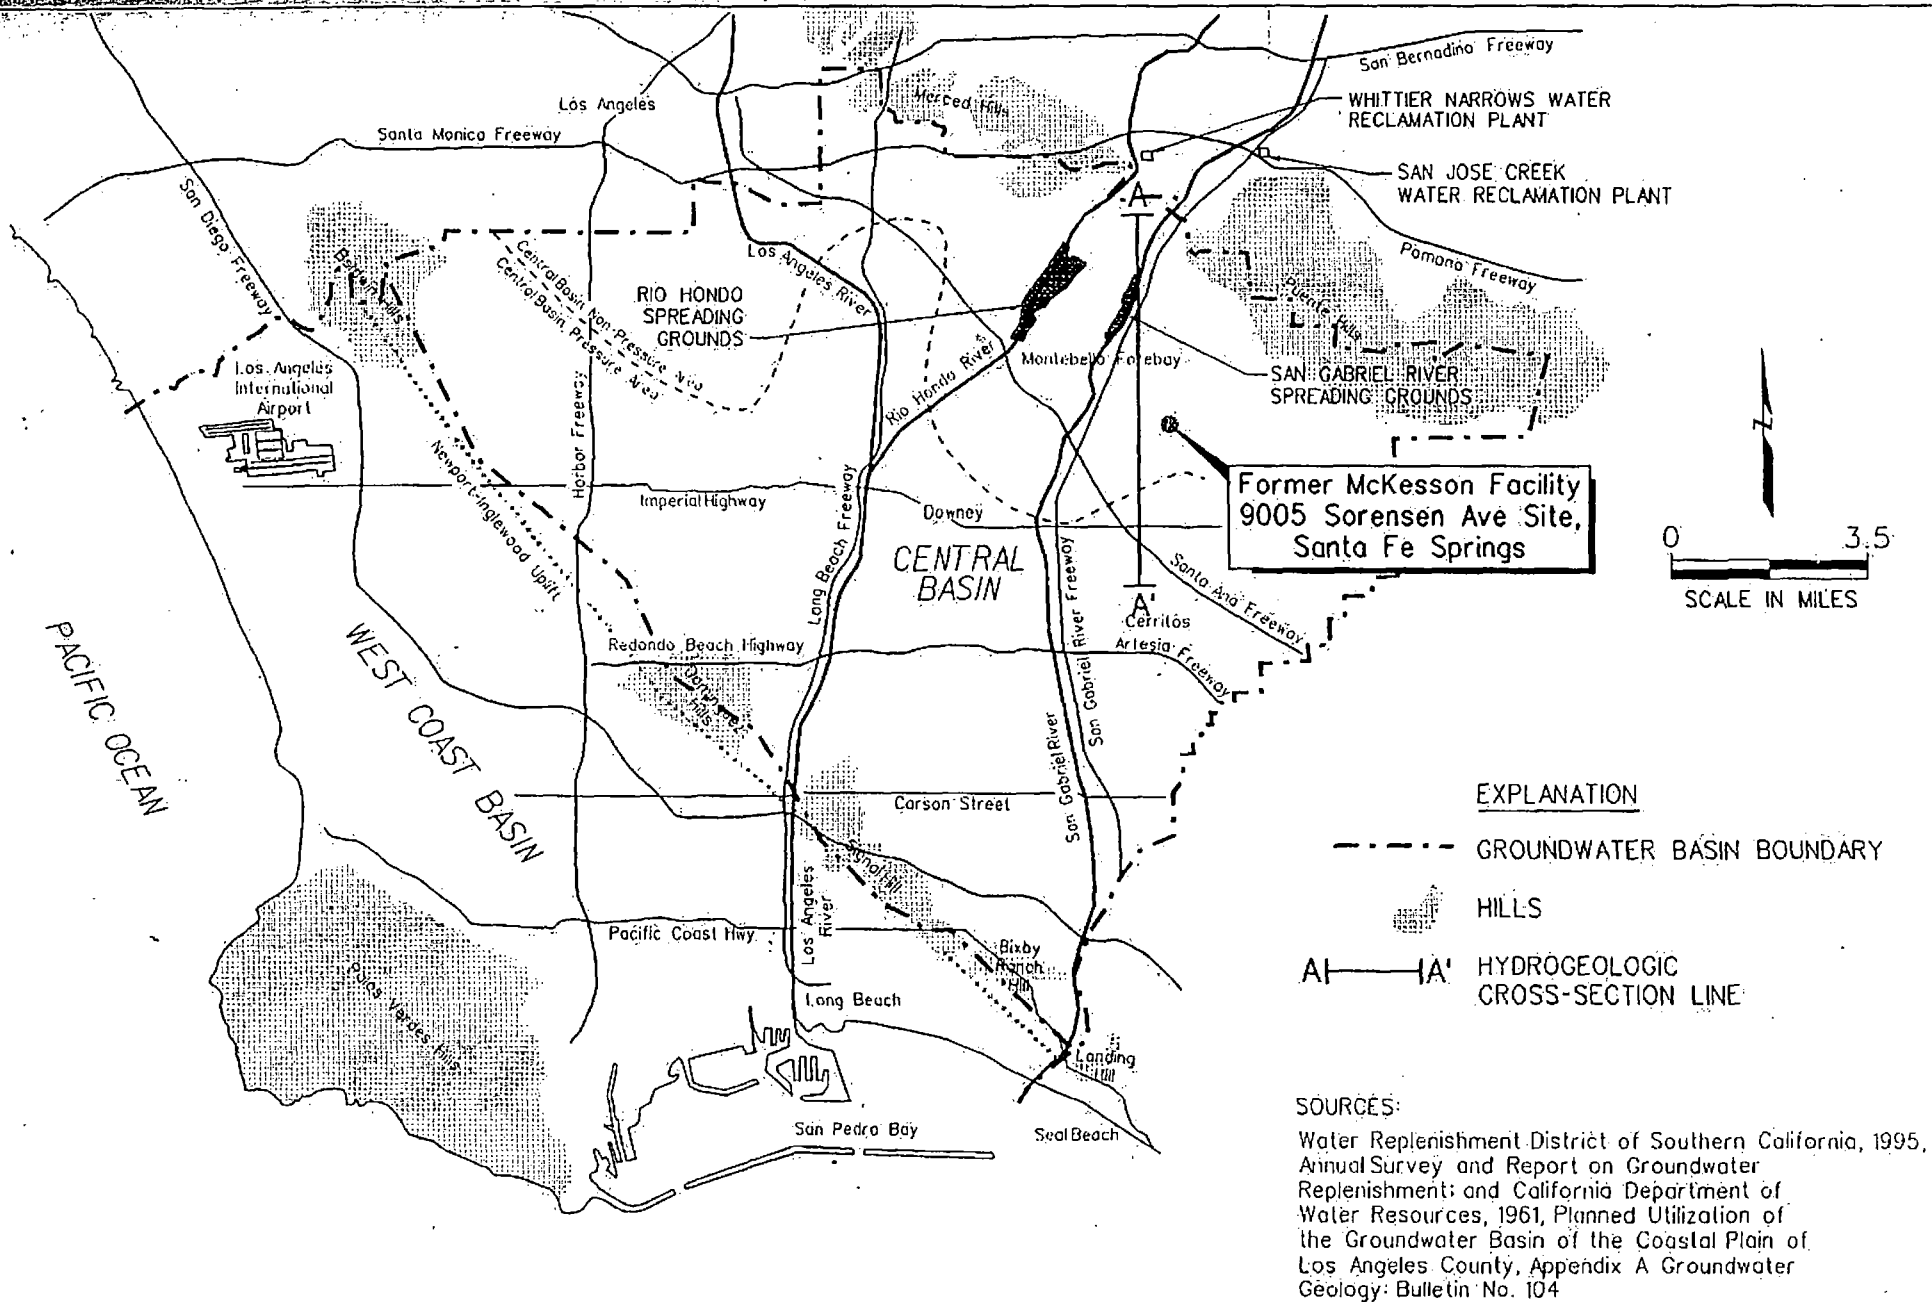 San Bernadino Freeway
Los Angeles
Merced Hills
WHITTIER NARROWS WATER
RECLAMATION PLANT
Santa Monica Freeway
SAN JOSE CREEK
WATER RECLAMATION PLANT
San Diego Freeway
A
Pomona Freeway
Los Angeles River
Central Basin Non-Pressure Area
Central Basin Pressure Area
RIO HONDO
SPREADING
GROUNDS
Puente Hills
Montebello Forebay
Rio Hondo River
SAN GABRIEL RIVER
SPREADING GROUNDS
Los Angeles
International
Airport
Harbor Freeway
Newport-Inglewood Uplift
Imperial Highway
Long Beach Freeway
Downey
CENTRAL
BASIN
Former McKesson Facility
9005 Sorensen Ave Site,
Santa Fe Springs
Z
0 3.5
SCALE IN MILES
San Gabriel River Freeway
Santa Ana Freeway
A'
Cerritos
Artesia Freeway
Redondo Beach Highway
PACIFIC OCEAN
WEST COAST BASIN
Dominguez
Hills
San Gabriel River
San Gabriel River
Carson Street
Signal Hill
Los Angeles
River
Pacific Coast Hwy.
Bixby
Ranch
Hill
Palos Verdes Hills
Long Beach
Landing
Hill
San Pedro Bay
Seal Beach
EXPLANATION
GROUNDWATER BASIN BOUNDARY
HILLS
A A' HYDROGEOLOGIC
CROSS-SECTION LINE
SOURCES:
Water Replenishment District of Southern California, 1995,
Annual Survey and Report on Groundwater
Replenishment; and California Department of
Water Resources, 1961, Planned Utilization of
the Groundwater Basin of the Coastal Plain of
Los Angeles County, Appendix A Groundwater
Geology: Bulletin No. 104